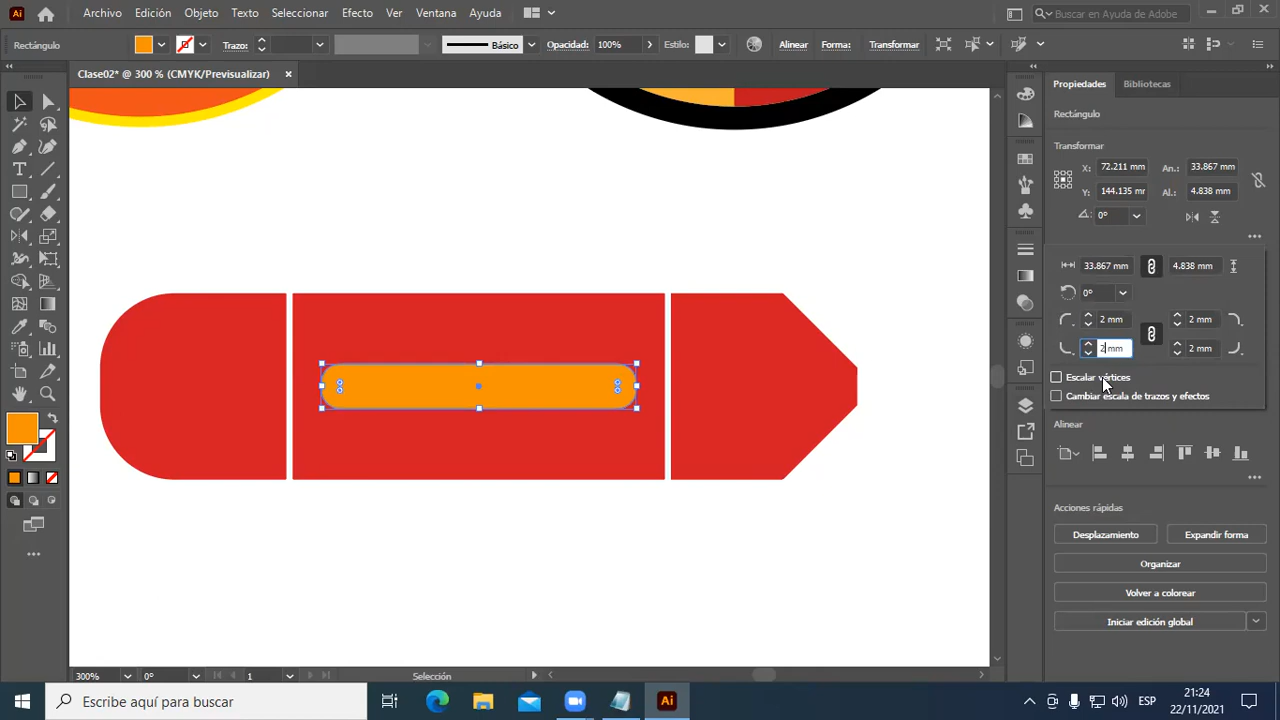 Ai Archivo Edición Objeto Texto Seleccionar Efecto Ver Ventana Ayuda Buscar en Ayuda de Adobe
Rectángulo Trazo: Básico Opacidad: 100% Estilo: Alinear Forma: Transformar
Clase02* @ 300 % (CMYK/Previsualizar)
Propiedades Bibliotecas
Rectángulo
Transformar
X: 72.211 mm An.: 33.867 mm
Y: 144.135 mr Al.: 4.838 mm
0°
33.867 mm 4.838 mm
0°
2 mm 2 mm
2 mm 2 mm
Escalar vértices
Cambiar escala de trazos y efectos
Alinear
Acciones rápidas
Desplazamiento Expandir forma
Organizar
Volver a colorear
Iniciar edición global
300% 0° 1 Selección
Escribe aquí para buscar Ai ESP 21:24
22/11/2021